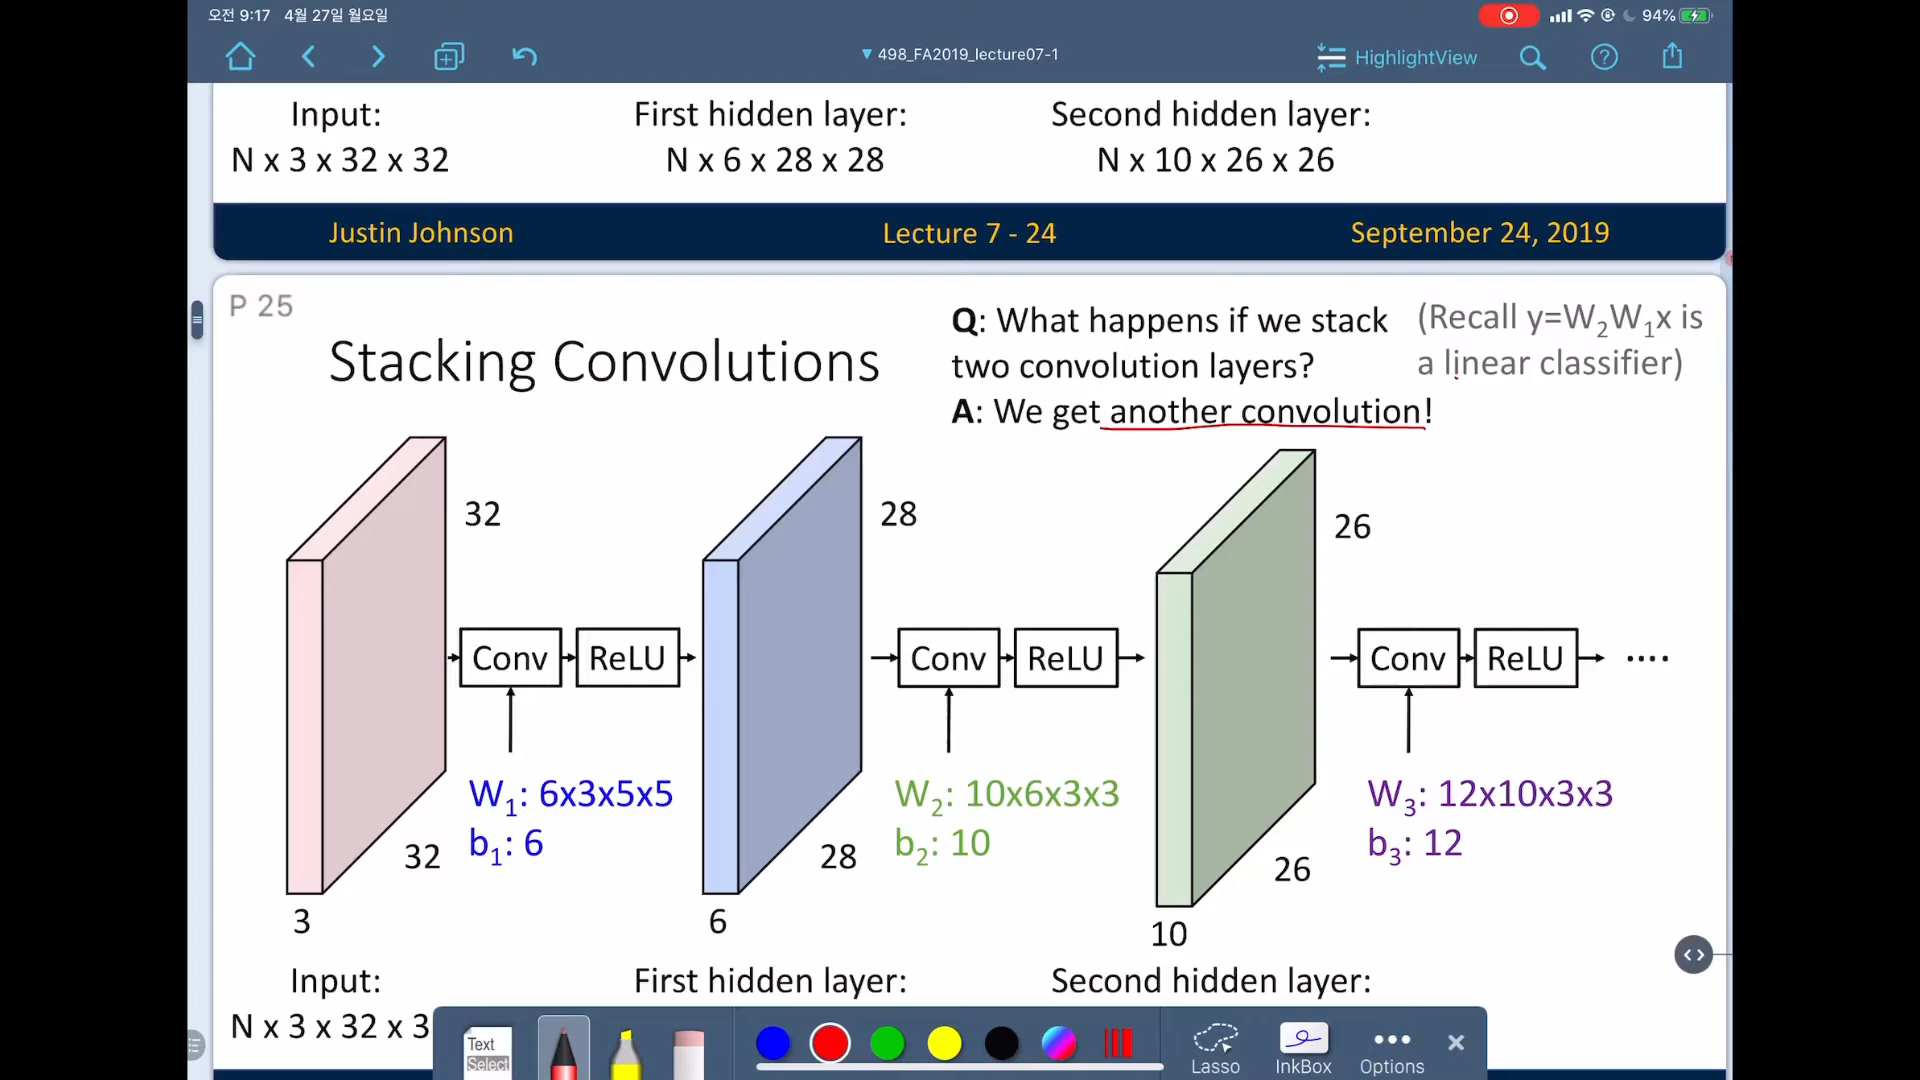 오전 9:17 4월 27일 월요일
94%
498_FA2019_lecture07-1
HighlightView
Input:
First hidden layer:
Second hidden layer:
N x 3 x 32 x 32
N x 6 x 28 x 28
N x 10 x 26 x 26
Justin Johnson
Lecture 7 - 24
September 24, 2019
P 25
Stacking Convolutions
Q: What happens if we stack
two convolution layers?
A: We get another convolution!
(Recall y=W₂W₁x is
a linear classifier)
32
28
26
Conv
ReLU
Conv
ReLU
Conv
ReLU
....
W₁: 6x3x5x5
b₁: 6
W₂: 10x6x3x3
b₂: 10
W₃: 12x10x3x3
b₃: 12
32
28
26
3
6
10
Input:
First hidden layer:
Second hidden layer:
N x 3 x 32 x 3
Text
Select
Lasso
InkBox
Options